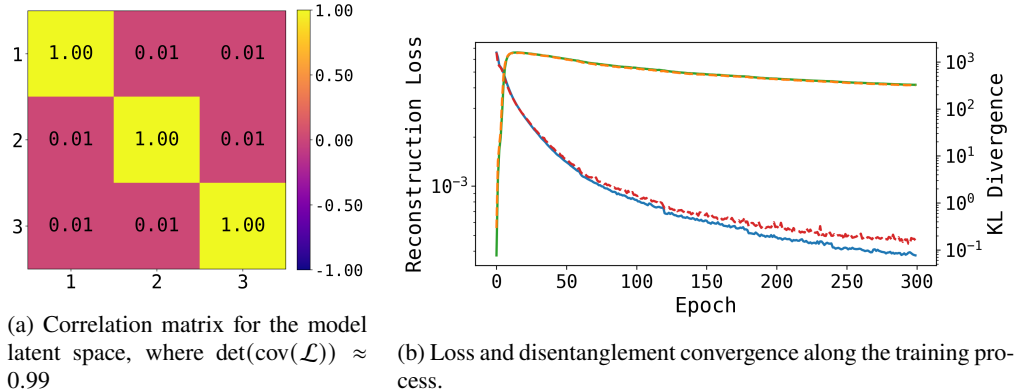 1.00
1 1.00 0.01 0.01
0.50
2 0.01 1.00 0.01
0.00
-0.50
3 0.01 0.01 1.00
-1.00
1 2 3
(a) Correlation matrix for the model
latent space, where det(cov(ℒ)) ≈
0.99
Reconstruction Loss
10⁻³
10³
10²
10¹
10⁰
10⁻¹
KL Divergence
0 50 100 150 200 250 300
Epoch
(b) Loss and disentanglement convergence along the training pro-
cess.